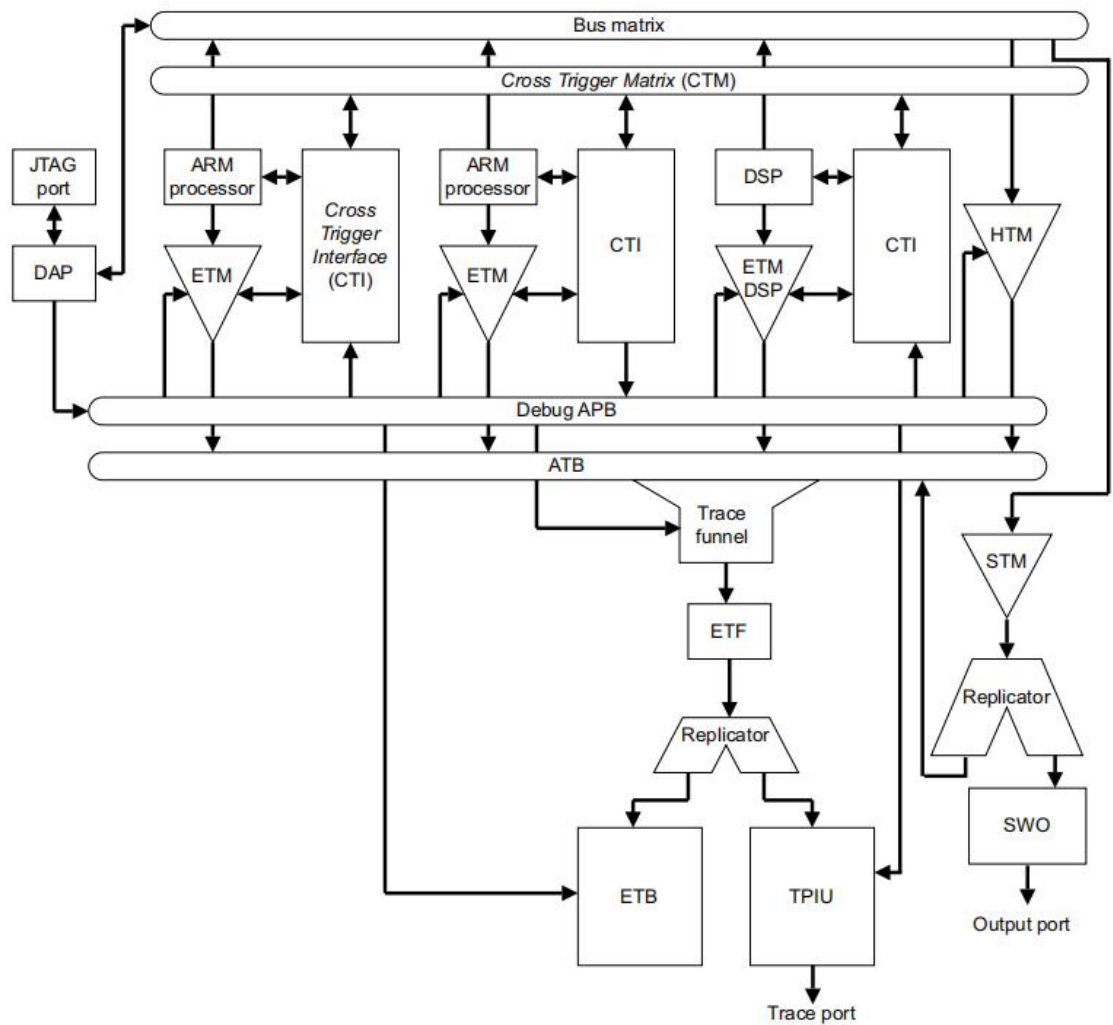 Bus matrix
Cross Trigger Matrix (CTM)
JTAG
port
ARM
processor
ARM
processor
DSP
DAP
ETM
Cross
Trigger
Interface
(CTI)
ETM
CTI
ETM
DSP
CTI
HTM
Debug APB
ATB
Trace
funnel
STM
ETF
Replicator
Replicator
SWO
ETB
TPIU
Output port
Trace port